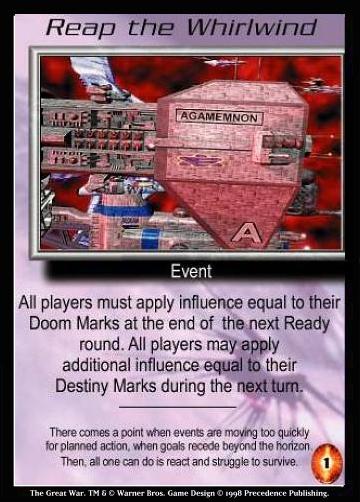 Reap the Whirlwind
AGAMEMNON
A
Event
All players must apply influence equal to their
Doom Marks at the end of the next Ready
round. All players may apply
additional influence equal to their
Destiny Marks during the next turn.
There comes a point when events are moving too quickly
for planned action, when goals recede beyond the horizon.
Then, all one can do is react and struggle to survive.
1
The Great War. TM & © Warner Bros. Game Design © 1998 Precedence Publishing.